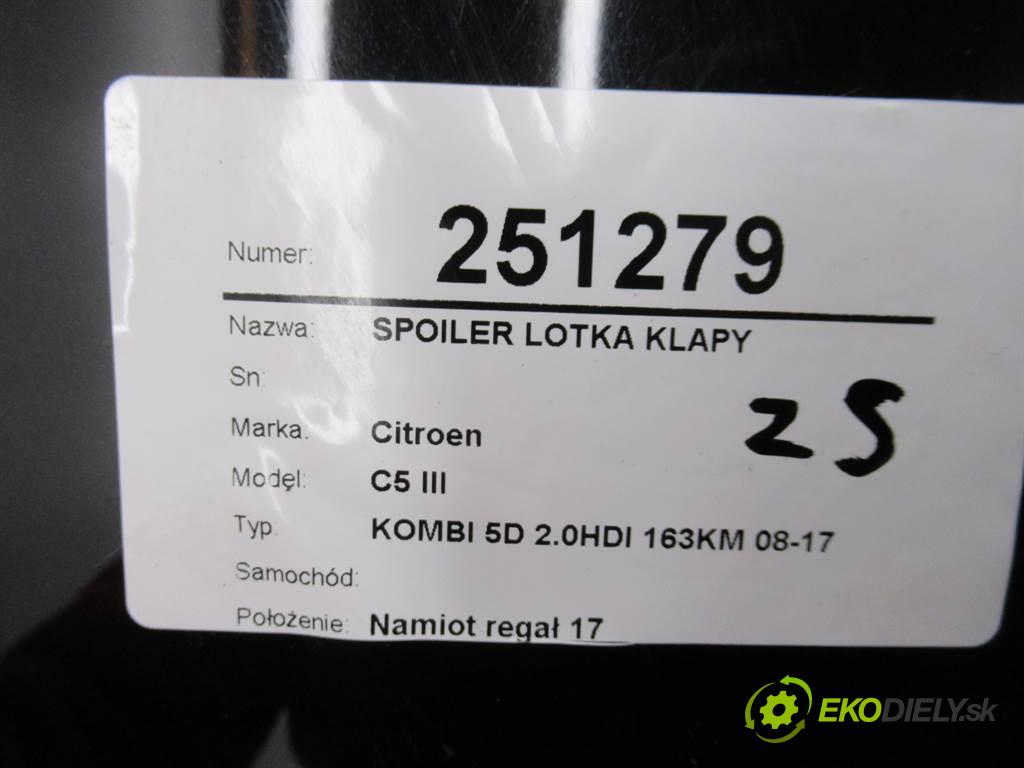 Numer: 251279
Nazwa: SPOILER LOTKA KLAPY
Sn:
Marka: Citroen
Model: C5 III
Typ: KOMBI 5D 2.0HDI 163KM 08-17
Samochód:
Położenie: Namiot regał 17
25
EKODIELY.sk